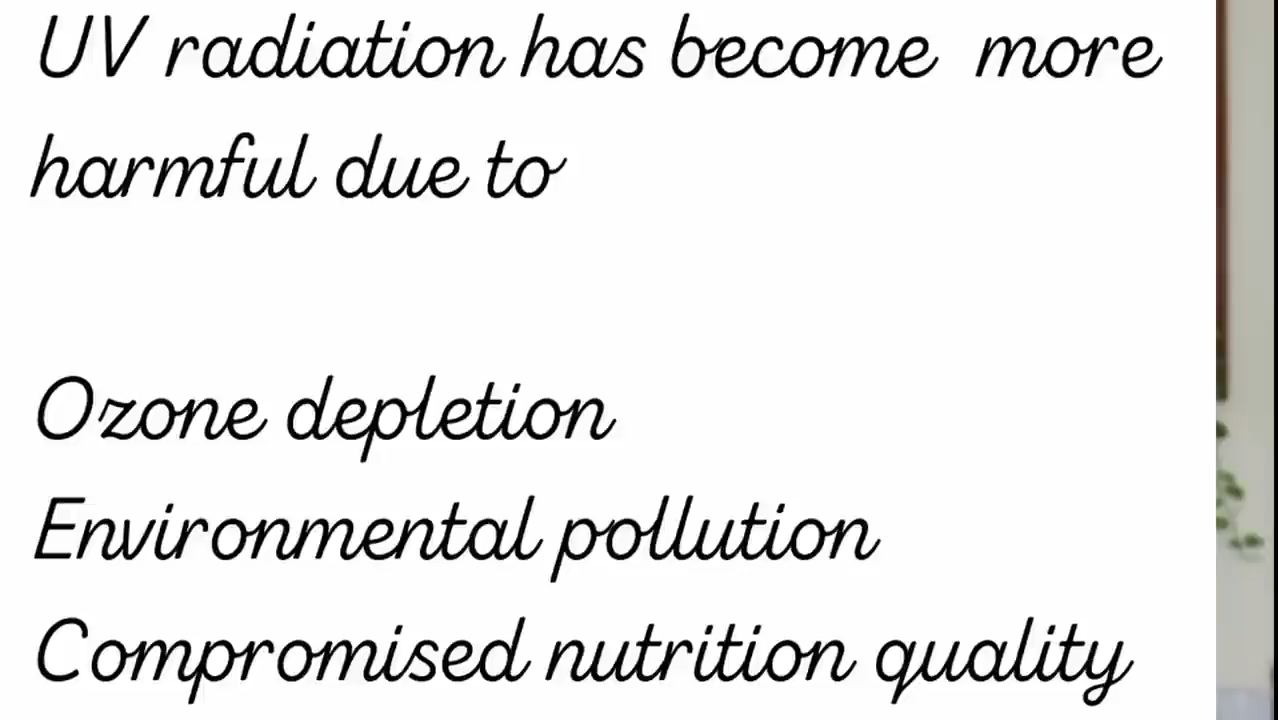 UV radiation has become more
harmful due to
Ozone depletion
Environmental pollution
Compromised nutrition quality